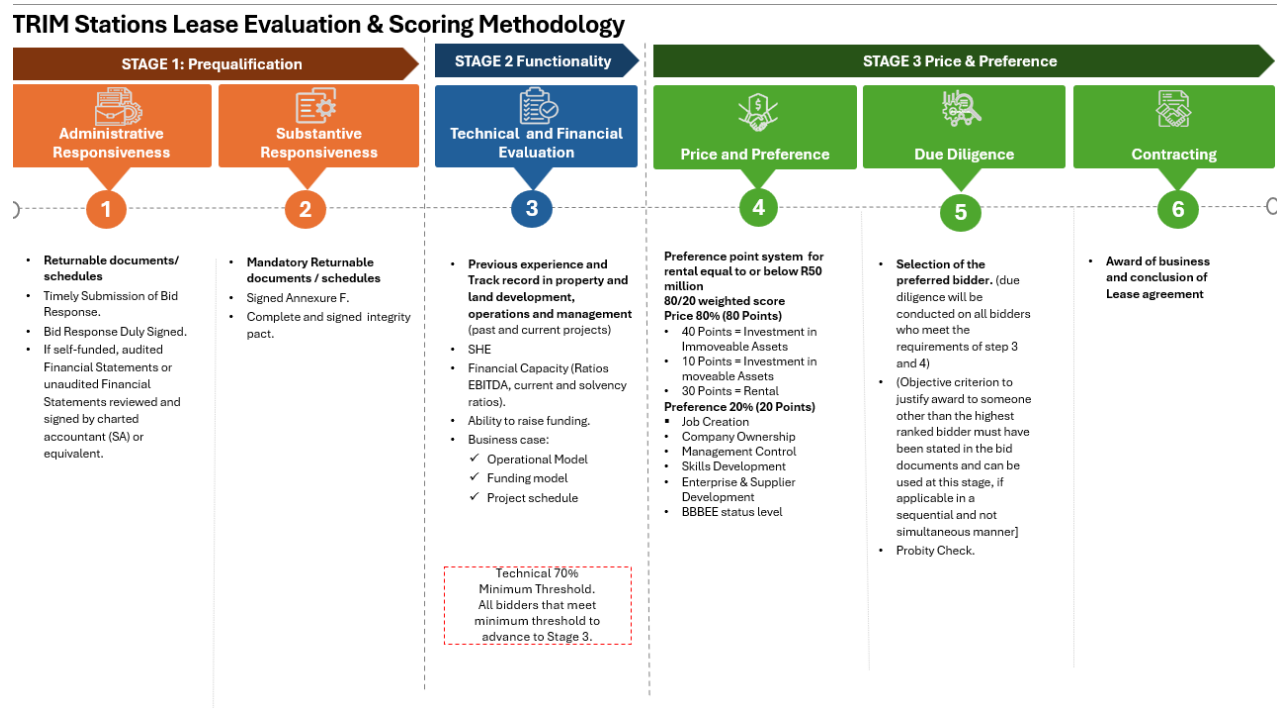 TRIM Stations Lease Evaluation & Scoring Methodology
STAGE 1: Prequalification
STAGE 2 Functionality
STAGE 3 Price & Preference
Administrative
Responsiveness
Substantive
Responsiveness
Technical and Financial
Evaluation
Price and Preference
Due Diligence
Contracting
1
2
3
4
5
6
• Returnable documents/
schedules
• Timely Submission of Bid
Response.
• Bid Response Duly Signed.
• If self-funded, audited
Financial Statements or
unaudited Financial
Statements reviewed and
signed by charted
accountant (SA) or
equivalent.
• Mandatory Returnable
documents / schedules
• Signed Annexure F.
• Complete and signed integrity
pact.
• Previous experience and
Track record in property and
land development,
operations and management
(past and current projects)
• SHE
• Financial Capacity (Ratios
EBITDA, current and solvency
ratios).
• Ability to raise funding.
• Business case:
✓ Operational Model
✓ Funding model
✓ Project schedule
Technical 70%
Minimum Threshold.
All bidders that meet
minimum threshold to
advance to Stage 3.
Preference point system for
rental equal to or below R50
million
80/20 weighted score
Price 80% (80 Points)
• 40 Points = Investment in
Immoveable Assets
• 10 Points = Investment in
moveable Assets
• 30 Points = Rental
Preference 20% (20 Points)
▪ Job Creation
• Company Ownership
• Management Control
• Skills Development
• Enterprise & Supplier
Development
• BBBEE status level
• Selection of the
preferred bidder. (due
diligence will be
conducted on all bidders
who meet the
requirements of step 3
and 4)
• (Objective criterion to
justify award to someone
other than the highest
ranked bidder must have
been stated in the bid
documents and can be
used at this stage, if
applicable in a
sequential and not
simultaneous manner]
• Probity Check.
• Award of business
and conclusion of
Lease agreement